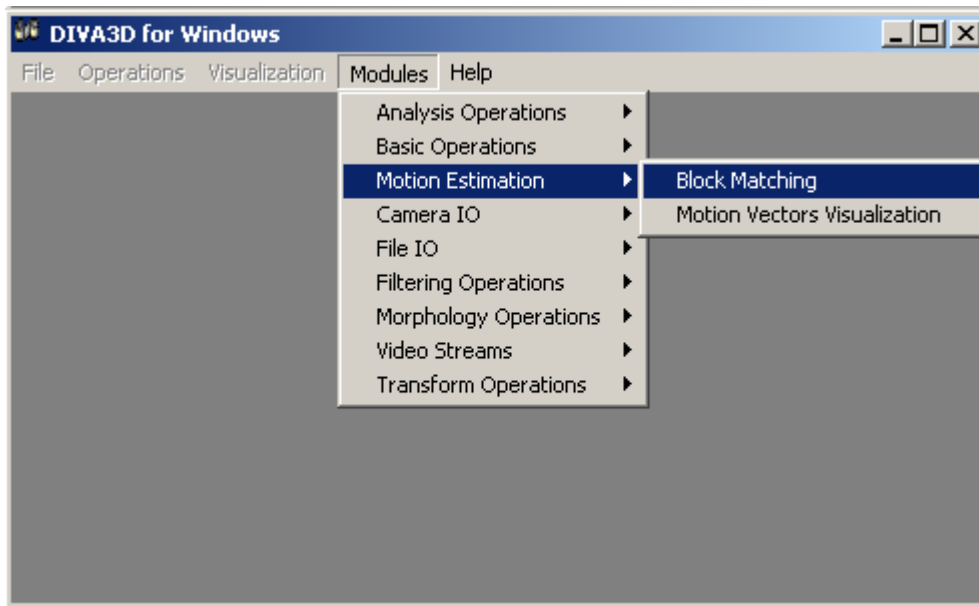 DIVA3D for Windows
File Operations Visualization Modules Help
Analysis Operations
Basic Operations
Motion Estimation
Block Matching
Camera IO
Motion Vectors Visualization
File IO
Filtering Operations
Morphology Operations
Video Streams
Transform Operations